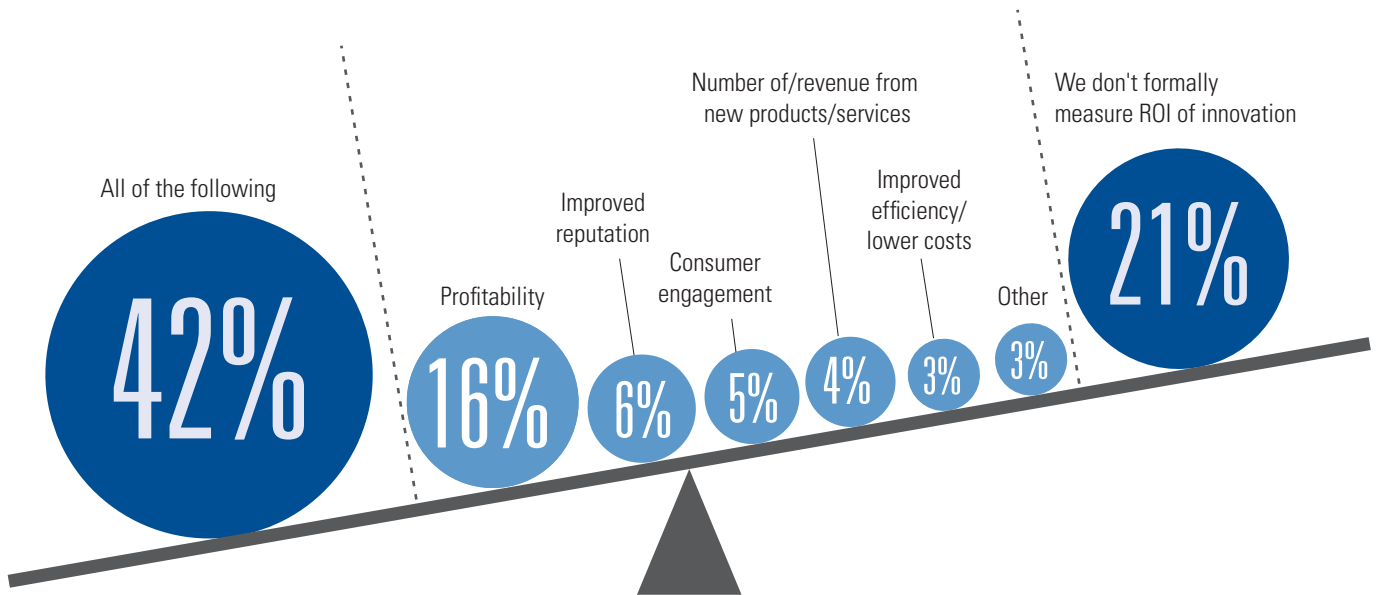 All of the following
42%
Profitability
16%
Improved
reputation
6%
Consumer
engagement
5%
Number of/revenue from
new products/services
4%
Improved
efficiency/
lower costs
3%
Other
3%
We don't formally
measure ROI of innovation
21%